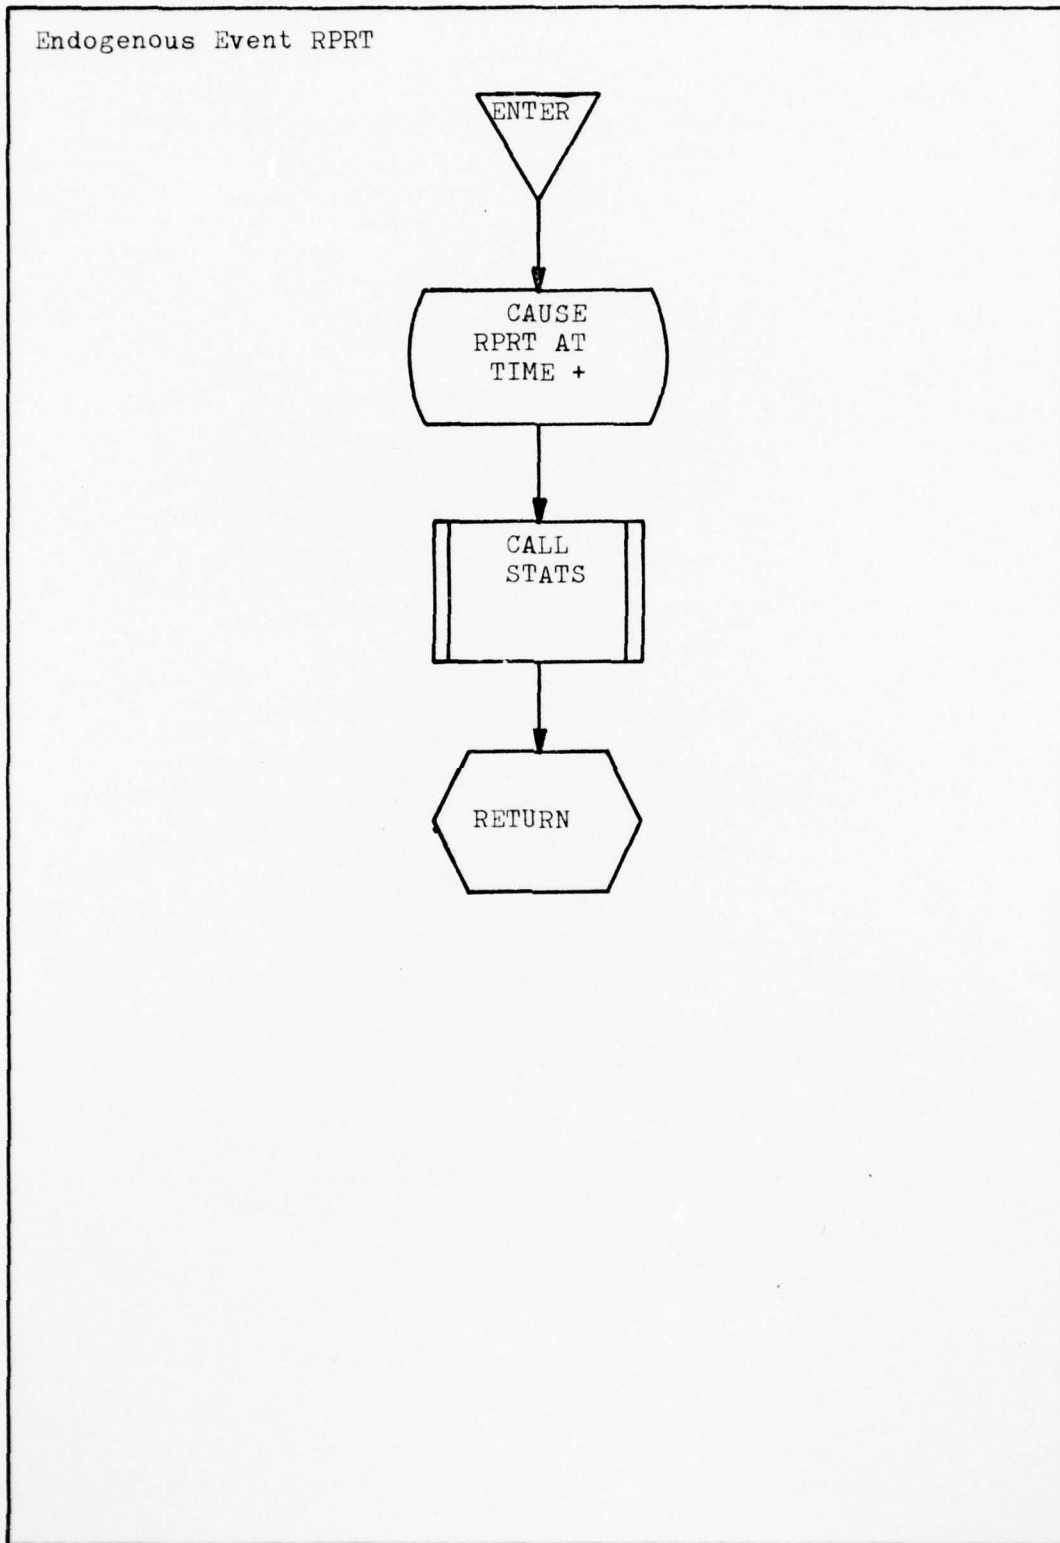 Endogenous Event RPRT
ENTER
CAUSE
RPRT AT
TIME +
CALL
STATS
RETURN